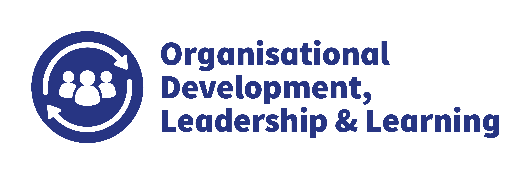 Organisational
Development,
Leadership & Learning